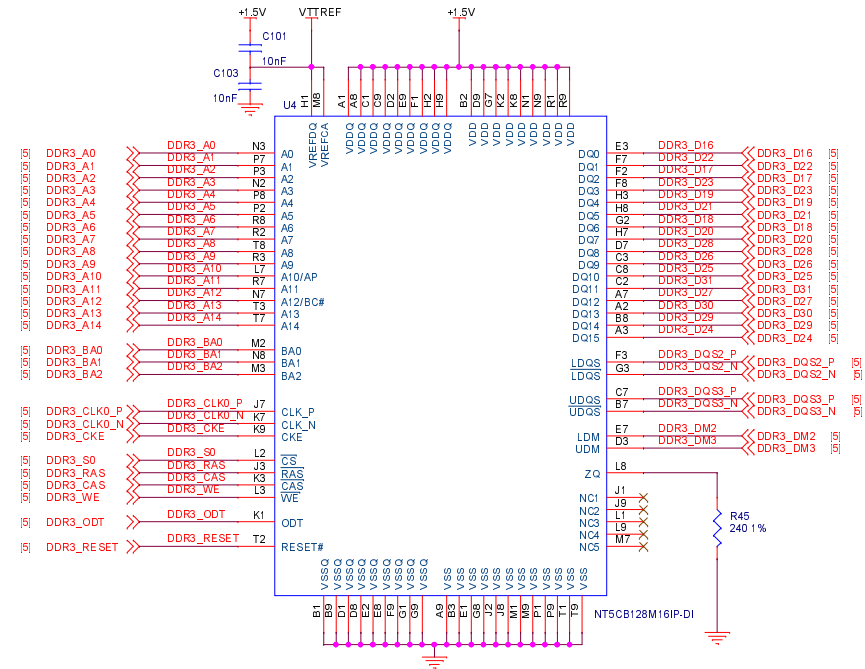 +1.5V VTTREF +1.5V
C101
10nF
C103
10nF
U4
H1 M8 A1 A8 C1 C9 D2 E9 F1 H2 H9 B2 D9 G7 K2 K8 N1 N9 R1 R9
VREFDQ VREFCA VDDQ VDDQ VDDQ VDDQ VDDQ VDDQ VDDQ VDDQ VDDQ VDD VDD VDD VDD VDD VDD VDD VDD VDD
[5] DDR3_A0 DDR3_A0 N3 A0 DQ0 E3 DDR3_D16 DDR3_D16 [5]
[5] DDR3_A1 DDR3_A1 P7 A1 DQ1 F7 DDR3_D22 DDR3_D22 [5]
[5] DDR3_A2 DDR3_A2 P3 A2 DQ2 F2 DDR3_D17 DDR3_D17 [5]
[5] DDR3_A3 DDR3_A3 N2 A3 DQ3 F8 DDR3_D23 DDR3_D23 [5]
[5] DDR3_A4 DDR3_A4 P8 A4 DQ4 H3 DDR3_D19 DDR3_D19 [5]
[5] DDR3_A5 DDR3_A5 P2 A5 DQ5 H8 DDR3_D21 DDR3_D21 [5]
[5] DDR3_A6 DDR3_A6 R8 A6 DQ6 G2 DDR3_D18 DDR3_D18 [5]
[5] DDR3_A7 DDR3_A7 R2 A7 DQ7 H7 DDR3_D20 DDR3_D20 [5]
[5] DDR3_A8 DDR3_A8 T8 A8 DQ8 D7 DDR3_D28 DDR3_D28 [5]
[5] DDR3_A9 DDR3_A9 R3 A9 DQ9 C3 DDR3_D26 DDR3_D26 [5]
[5] DDR3_A10 DDR3_A10 L7 A10/AP DQ10 C8 DDR3_D25 DDR3_D25 [5]
[5] DDR3_A11 DDR3_A11 R7 A11 DQ11 C2 DDR3_D31 DDR3_D31 [5]
[5] DDR3_A12 DDR3_A12 N7 A12/BC# DQ12 A7 DDR3_D27 DDR3_D27 [5]
[5] DDR3_A13 DDR3_A13 T3 A13 DQ13 A2 DDR3_D30 DDR3_D30 [5]
[5] DDR3_A14 DDR3_A14 T7 A14 DQ14 B8 DDR3_D29 DDR3_D29 [5]
DQ15 A3 DDR3_D24 DDR3_D24 [5]
[5] DDR3_BA0 DDR3_BA0 M2 BA0
[5] DDR3_BA1 DDR3_BA1 N8 BA1 LDQS F3 DDR3_DQS2_P DDR3_DQS2_P [5]
[5] DDR3_BA2 DDR3_BA2 M3 BA2 LDQS G3 DDR3_DQS2_N DDR3_DQS2_N [5]
UDQS C7 DDR3_DQS3_P DDR3_DQS3_P [5]
[5] DDR3_CLK0_P DDR3_CLK0_P J7 CLK_P UDQS B7 DDR3_DQS3_N DDR3_DQS3_N [5]
[5] DDR3_CLK0_N DDR3_CLK0_N K7 CLK_N
[5] DDR3_CKE DDR3_CKE K9 CKE LDM E7 DDR3_DM2 DDR3_DM2 [5]
UDM D3 DDR3_DM3 DDR3_DM3 [5]
[5] DDR3_S0 DDR3_S0 L2 CS
[5] DDR3_RAS DDR3_RAS J3 RAS ZQ L8
[5] DDR3_CAS DDR3_CAS K3 CAS
[5] DDR3_WE DDR3_WE L3 WE NC1 J1
NC2 J9
[5] DDR3_ODT DDR3_ODT K1 ODT NC3 L1
NC4 L9
[5] DDR3_RESET DDR3_RESET T2 RESET# NC5 M7
R45
240 1%
VSSQ VSSQ VSSQ VSSQ VSSQ VSSQ VSSQ VSSQ VSSQ VSS VSS VSS VSS VSS VSS VSS VSS VSS VSS VSS VSS
B1 B9 D1 D8 E2 E8 F9 G1 G9 A9 B3 E1 G8 J2 J8 M1 M9 P1 P9 T1 T9
NT5CB128M16IP-DI